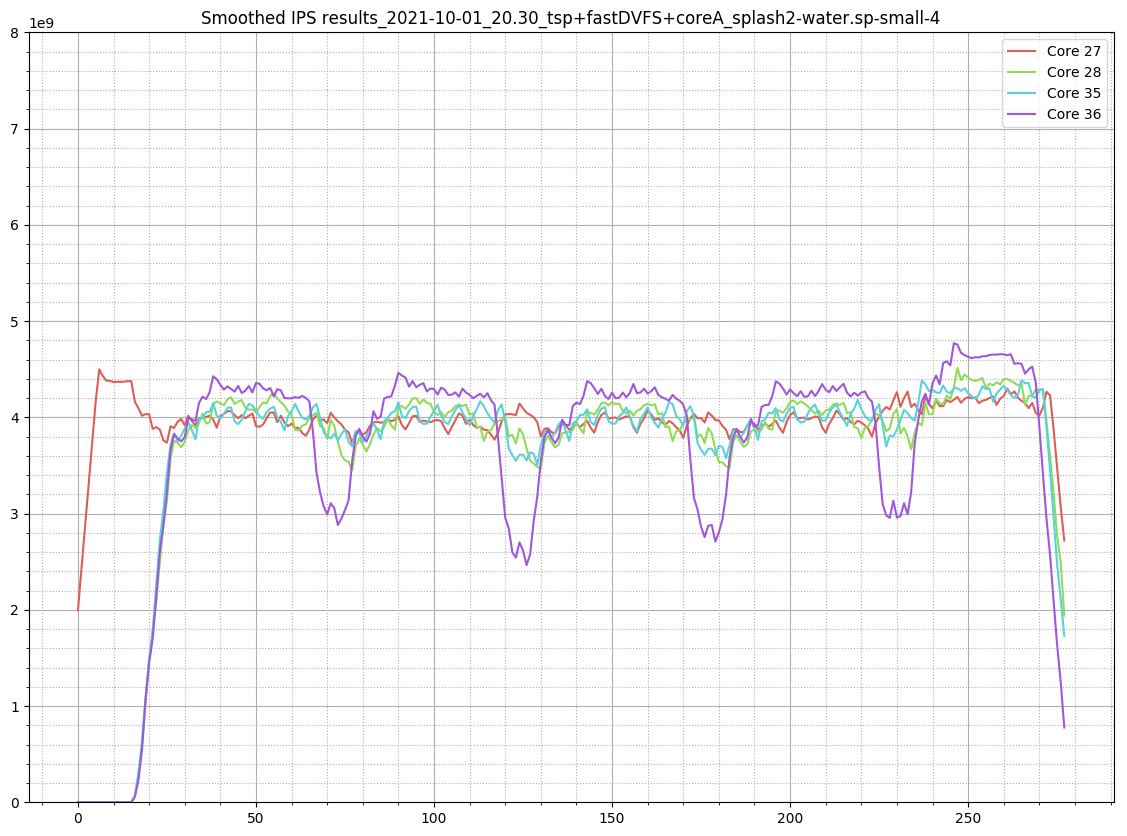 Smoothed IPS results_2021-10-01_20.30_tsp+fastDVFS+coreA_splash2-water.sp-small-4
1e9
8
7
6
5
4
3
2
1
0
Core 27
Core 28
Core 35
Core 36
0 50 100 150 200 250